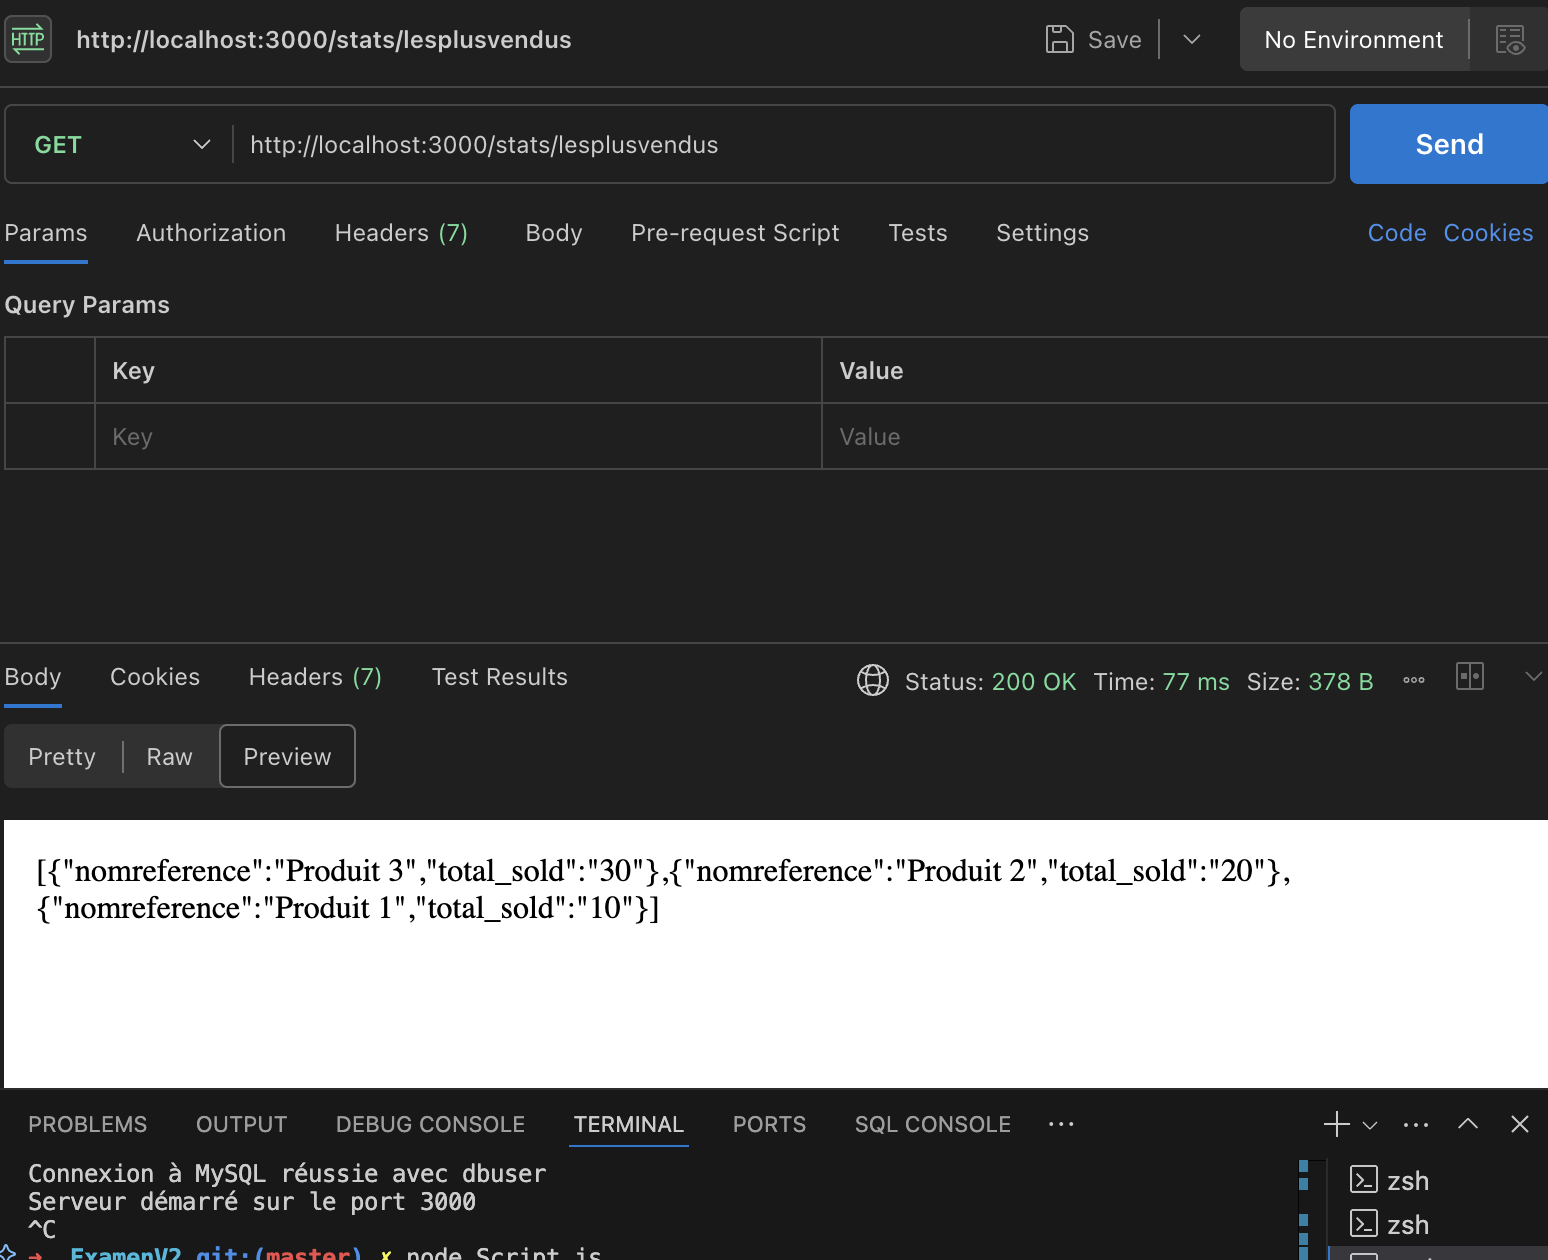 HTTP http://localhost:3000/stats/lesplusvendus Save No Environment
GET http://localhost:3000/stats/lesplusvendus Send
Params Authorization Headers (7) Body Pre-request Script Tests Settings Code Cookies
Query Params
Key Value
Key Value
Body Cookies Headers (7) Test Results Status: 200 OK Time: 77 ms Size: 378 B
Pretty Raw Preview
[{"nomreference":"Produit 3","total_sold":"30"},{"nomreference":"Produit 2","total_sold":"20"},
{"nomreference":"Produit 1","total_sold":"10"}]
PROBLEMS OUTPUT DEBUG CONSOLE TERMINAL PORTS SQL CONSOLE
Connexion à MySQL réussie avec dbuser
zsh
Serveur démarré sur le port 3000
^C
zsh
➜ ExamenV2 git:(master) ✗ node Script.js